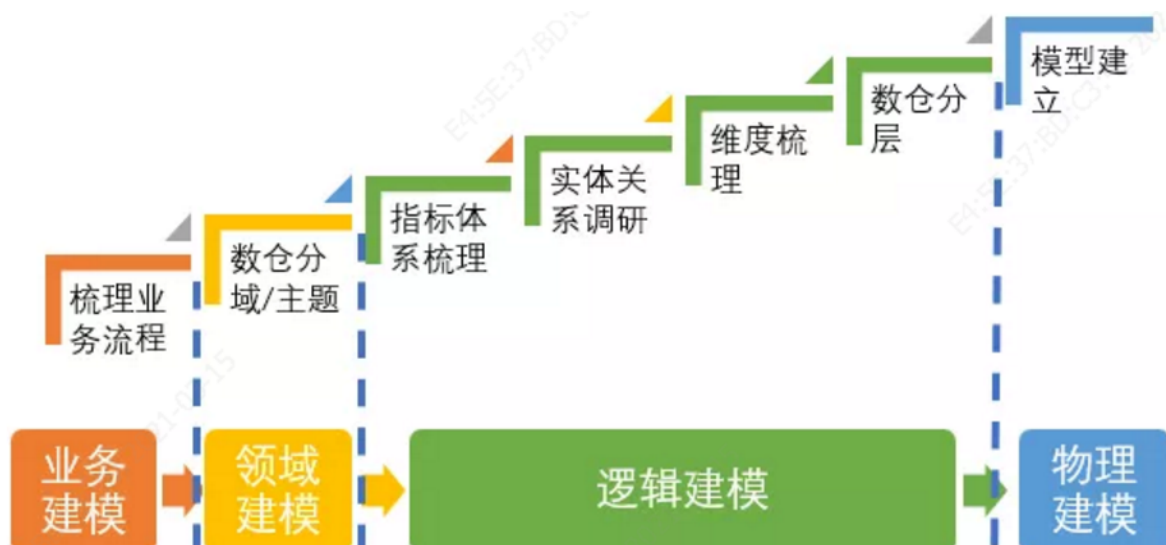 梳理业
务流程
数仓分
域/主题
指标体
系梳理
实体关
系调研
维度梳
理
数仓分
层
模型建
立
业务
建模
领域
建模
逻辑建模
物理
建模